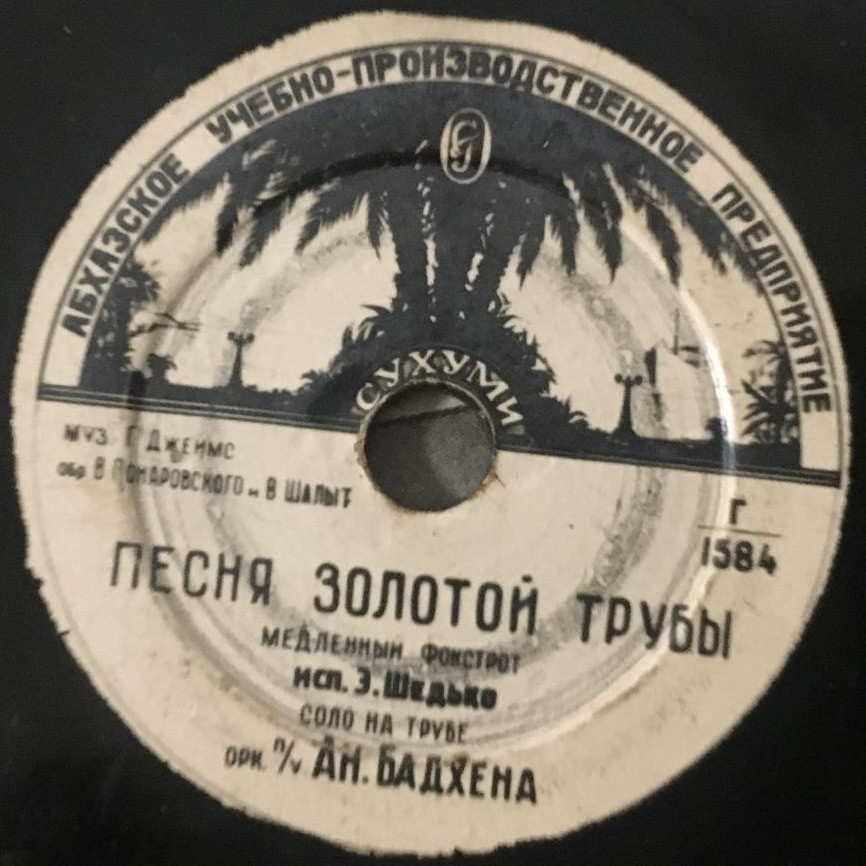 АБХАЗСКОЕ УЧЕБНО-ПРОИЗВОДСТВЕННОЕ ПРЕДПРИЯТИЕ
СУХУМИ
МУЗ Г ДЖЕЙМС
обр В ПОМАРОВСКОГО и В ШАЛЫТ
Г
1584
ПЕСНЯ ЗОЛОТОЙ ТРУБЫ
МЕДЛЕННЫЙ ФОКСТРОТ
исп. Э. Шедько
СОЛО НА ТРУБЕ
ОРК. п/у АН. БАДХЕНА